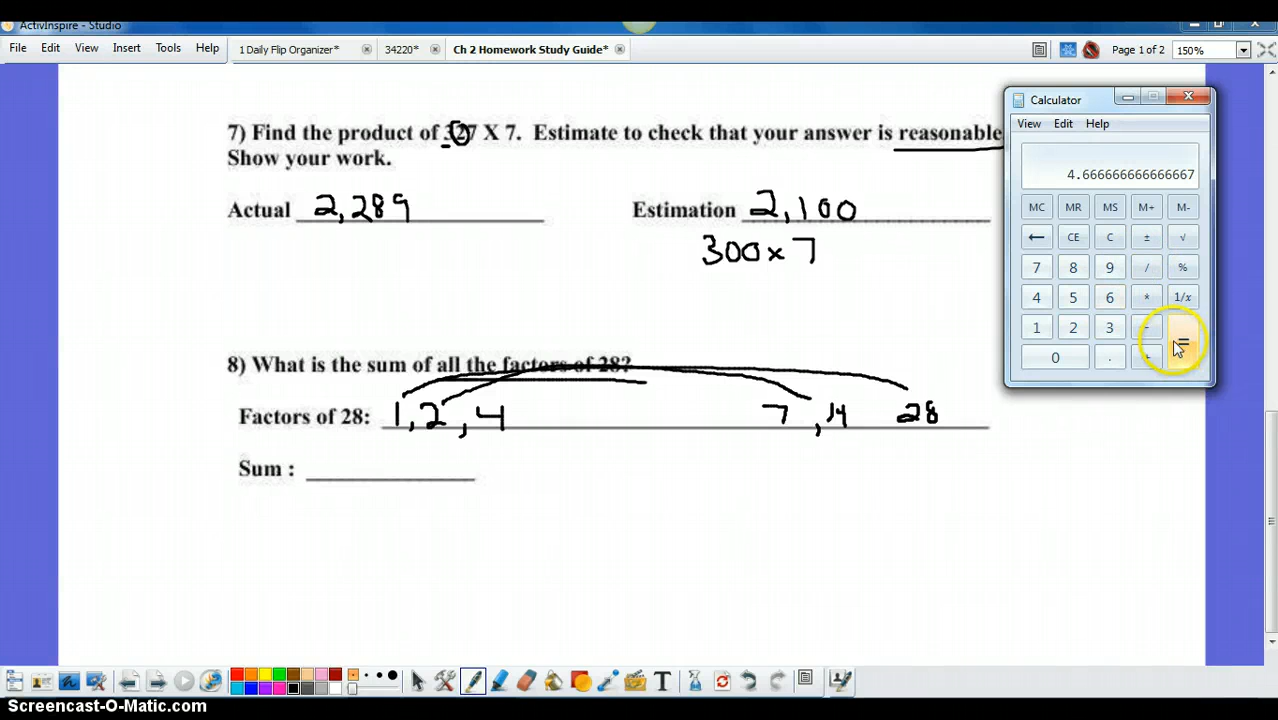 ActivInspire - Studio
File Edit View Insert Tools Help 1 Daily Flip Organizer* 34220* Ch 2 Homework Study Guide* Page 1 of 2 150%
7) Find the product of 327 X 7. Estimate to check that your answer is reasonable
Show your work.
Actual 2,289 Estimation 2,100
300 x 7
8) What is the sum of all the factors of 28?
Factors of 28: 1, 2, 4 7, 14 28
Sum :
Calculator
View Edit Help
4.666666666666667
MC MR MS M+ M-
← CE C ± √
7 8 9 / %
4 5 6 * 1/x
1 2 3 - =
0 . +
Screencast-O-Matic.com